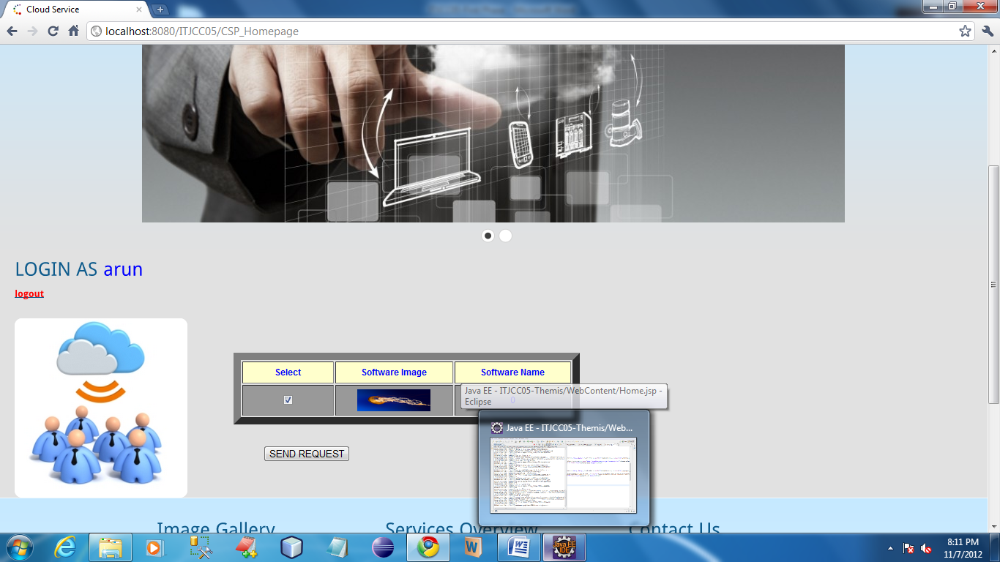 Cloud Service
localhost:8080/ITJCC05/CSP_Homepage
LOGIN AS arun
logout
Select
Software Image
Software Name
0
Java EE - ITJCC05-Themis/WebContent/Home.jsp -
Eclipse
Java EE - ITJCC05-Themis/Web...
SEND REQUEST
Image Gallery
Services Overview
Contact Us
Java EE
IDE
8:11 PM
11/7/2012